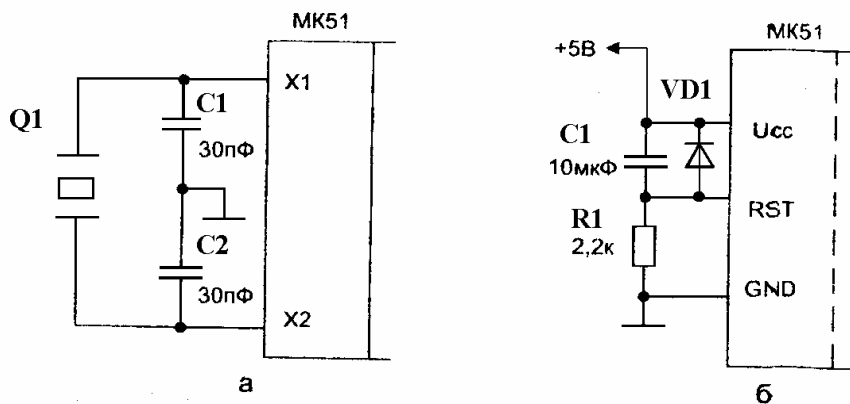 МК51
X1
C1
Q1
30пФ
C2
30пФ
X2
а
МК51
+5В
VD1
Ucc
C1
10мкФ
RST
R1
2,2к
GND
б